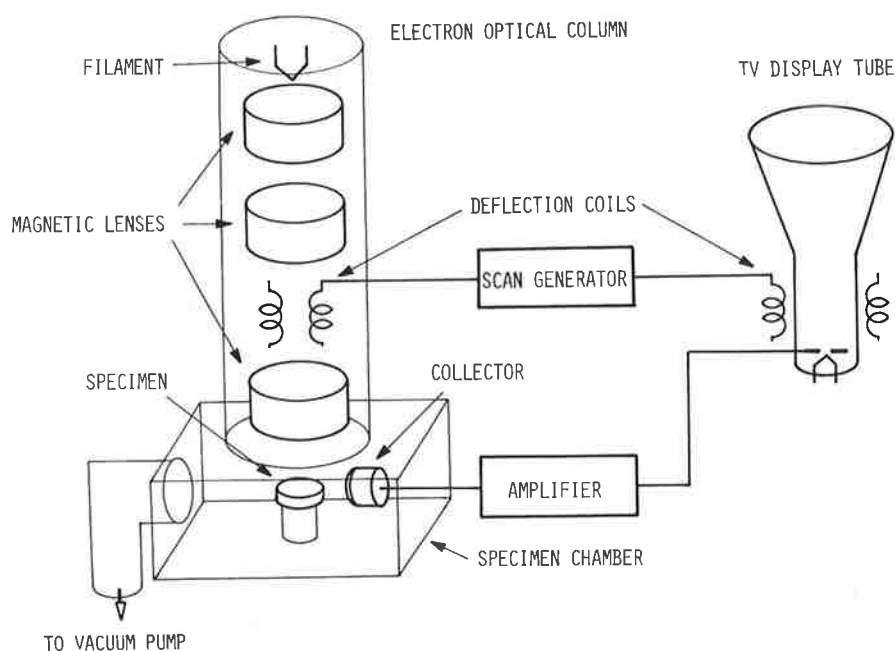 ELECTRON OPTICAL COLUMN
FILAMENT
TV DISPLAY TUBE
MAGNETIC LENSES
DEFLECTION COILS
SCAN GENERATOR
SPECIMEN
COLLECTOR
AMPLIFIER
SPECIMEN CHAMBER
TO VACUUM PUMP